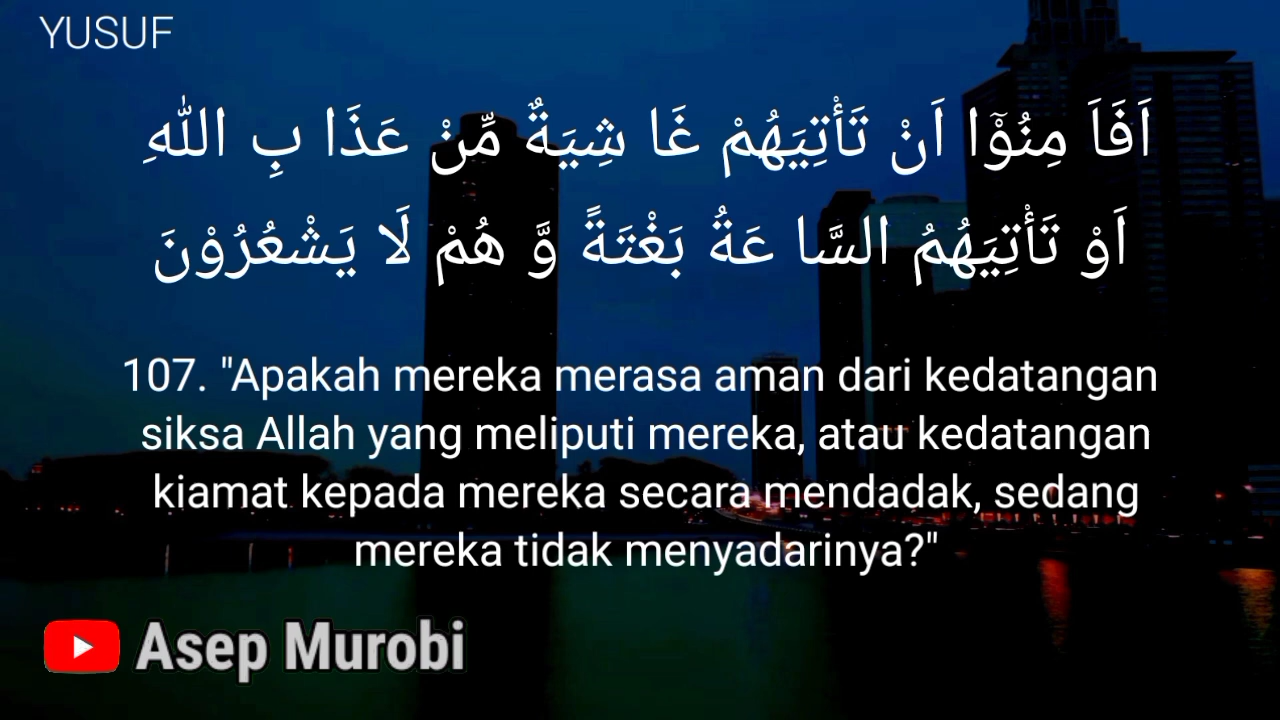 YUSUF
اَفَاَ مِنُوْۤا اَنْ تَأْتِيَهُمْ غَا شِيَةٌ مِّنْ عَذَا بِ اللّٰهِ
اَوْ تَأْتِيَهُمُ السَّا عَةُ بَغْتَةً وَّ هُمْ لَا يَشْعُرُوْنَ
107. "Apakah mereka merasa aman dari kedatangan
siksa Allah yang meliputi mereka, atau kedatangan
kiamat kepada mereka secara mendadak, sedang
mereka tidak menyadarinya?"
Asep Murobi